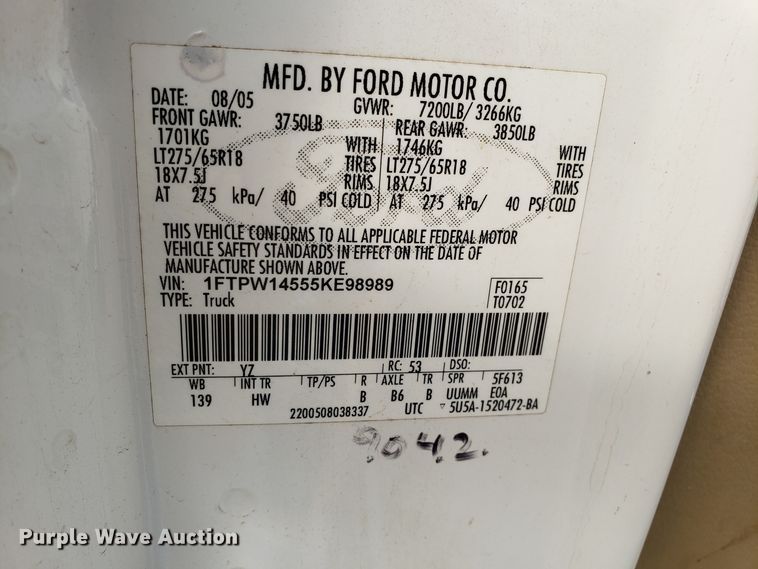 MFD. BY FORD MOTOR CO.
DATE: 08/05 GVWR: 7200LB/ 3266KG
FRONT GAWR: 3750LB REAR GAWR: 3850LB
1701KG WITH 1746KG WITH
LT275/65R18 TIRES LT275/65R18 TIRES
18X7.5J RIMS 18X7.5J RIMS
AT 275 kPa/ 40 PSI COLD AT 275 kPa/ 40 PSI COLD
Ford
THIS VEHICLE CONFORMS TO ALL APPLICABLE FEDERAL MOTOR
VEHICLE SAFETY STANDARDS IN EFFECT ON THE DATE OF
MANUFACTURE SHOWN ABOVE.
VIN: 1FTPW14555KE98989 F0165
TYPE: Truck T0702
EXT PNT: YZ RC: 53 DSO:
WB INT TR TP/PS R AXLE TR SPR 5F613
139 HW B B6 B UUMM E0A
2200508038337 UTC ▽ 5U5A-1520472-BA
9042.
Purple Wave Auction